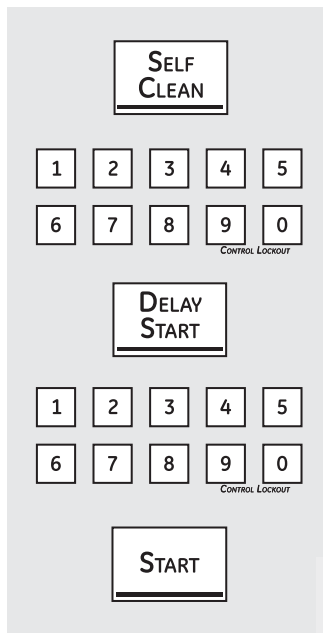 SELF
CLEAN
1 2 3 4 5
6 7 8 9 0
CONTROL LOCKOUT
DELAY
START
1 2 3 4 5
6 7 8 9 0
CONTROL LOCKOUT
START